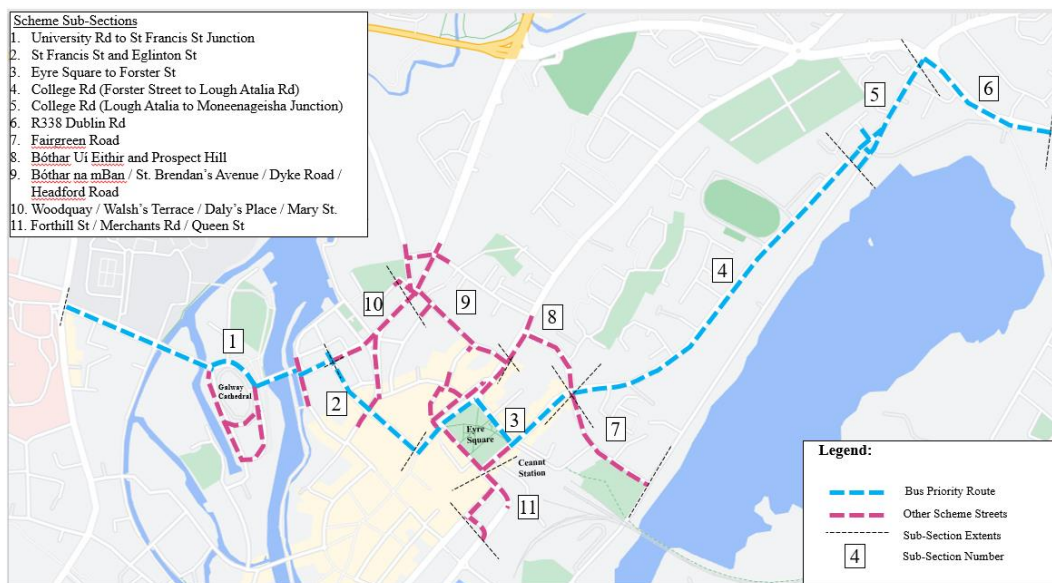 Scheme Sub-Sections
1. University Rd to St Francis St Junction
2. St Francis St and Eglinton St
3. Eyre Square to Forster St
4. College Rd (Forster Street to Lough Atalia Rd)
5. College Rd (Lough Atalia to Moneenageisha Junction)
6. R338 Dublin Rd
7. Fairgreen Road
8. Bóthar Uí Eithir and Prospect Hill
9. Bóthar na mBan / St. Brendan's Avenue / Dyke Road /
Headford Road
10. Woodquay / Walsh's Terrace / Daly's Place / Mary St.
11. Forthill St / Merchants Rd / Queen St
5
6
4
10
9
8
1
Galway
Cathedral
2
3
Eyre
Square
7
Ceannt
Station
11
Legend:
Bus Priority Route
Other Scheme Streets
Sub-Section Extents
4
Sub-Section Number